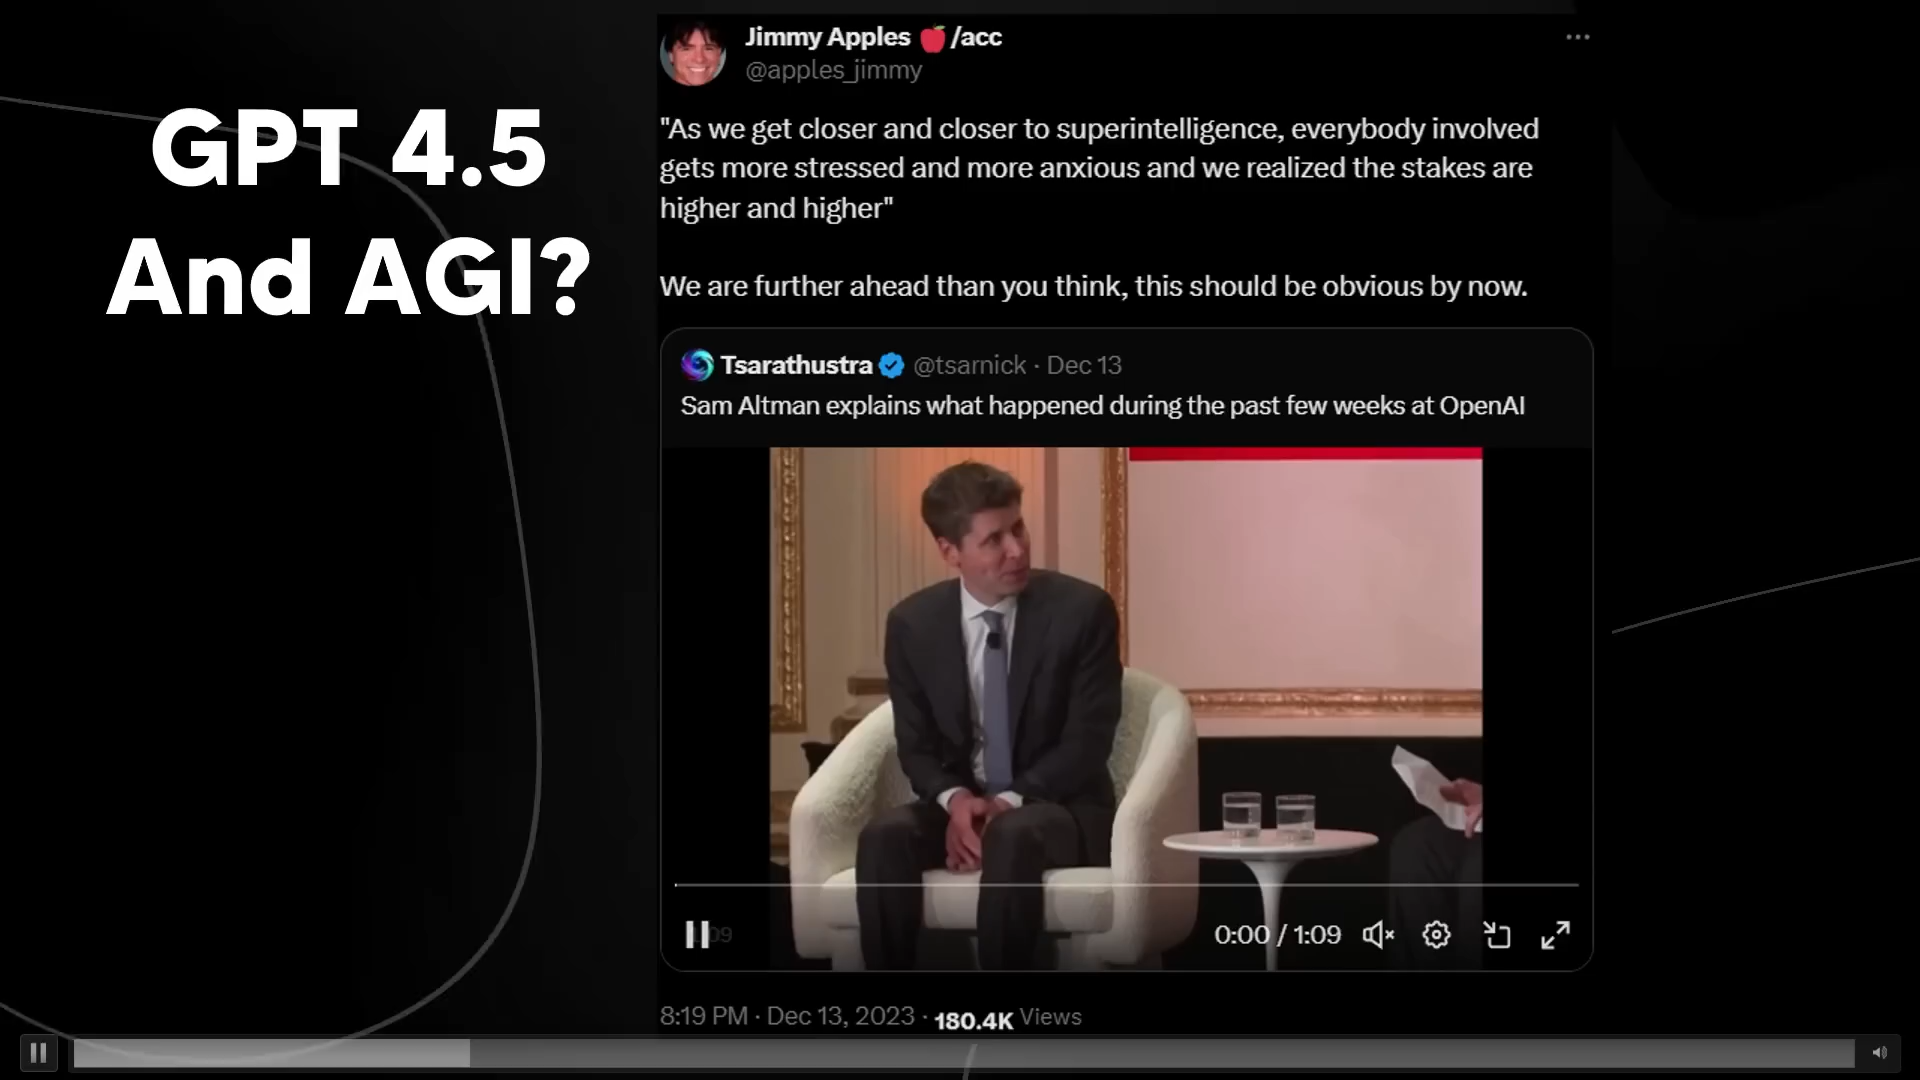 GPT 4.5
And AGI?
Jimmy Apples 🍎/acc
@apples_jimmy
"As we get closer and closer to superintelligence, everybody involved
gets more stressed and more anxious and we realized the stakes are
higher and higher"
We are further ahead than you think, this should be obvious by now.
Tsarathustra @tsarnick · Dec 13
Sam Altman explains what happened during the past few weeks at OpenAI
0:00 / 1:09
8:19 PM · Dec 13, 2023 · 180.4K Views